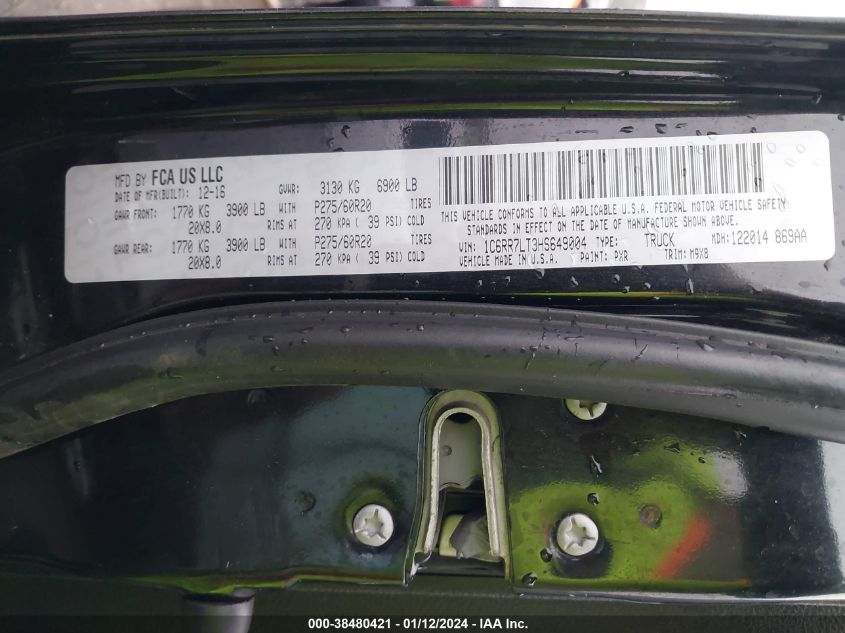 MFD BY FCA US LLC
DATE OF MFR(BUILT): 12-16 GVWR: 3130 KG 6900 LB
GAWR FRONT: 1770 KG 3900 LB WITH P275/60R20 TIRES
20X8.0 RIMS AT 270 KPA ( 39 PSI) COLD
GAWR REAR: 1770 KG 3900 LB WITH P275/60R20 TIRES
20X8.0 RIMS AT 270 KPA ( 39 PSI) COLD
THIS VEHICLE CONFORMS TO ALL APPLICABLE U.S.A. FEDERAL MOTOR VEHICLE SAFETY
STANDARDS IN EFFECT ON THE DATE OF MANUFACTURE SHOWN ABOVE.
VIN: 1C6RR7LT3HS649004 TYPE: TRUCK MDH: 122014 869AA
VEHICLE MADE IN U.S.A. PAINT: PXR TRIM: M9X8
000-38480421 - 01/12/2024 - IAA Inc.